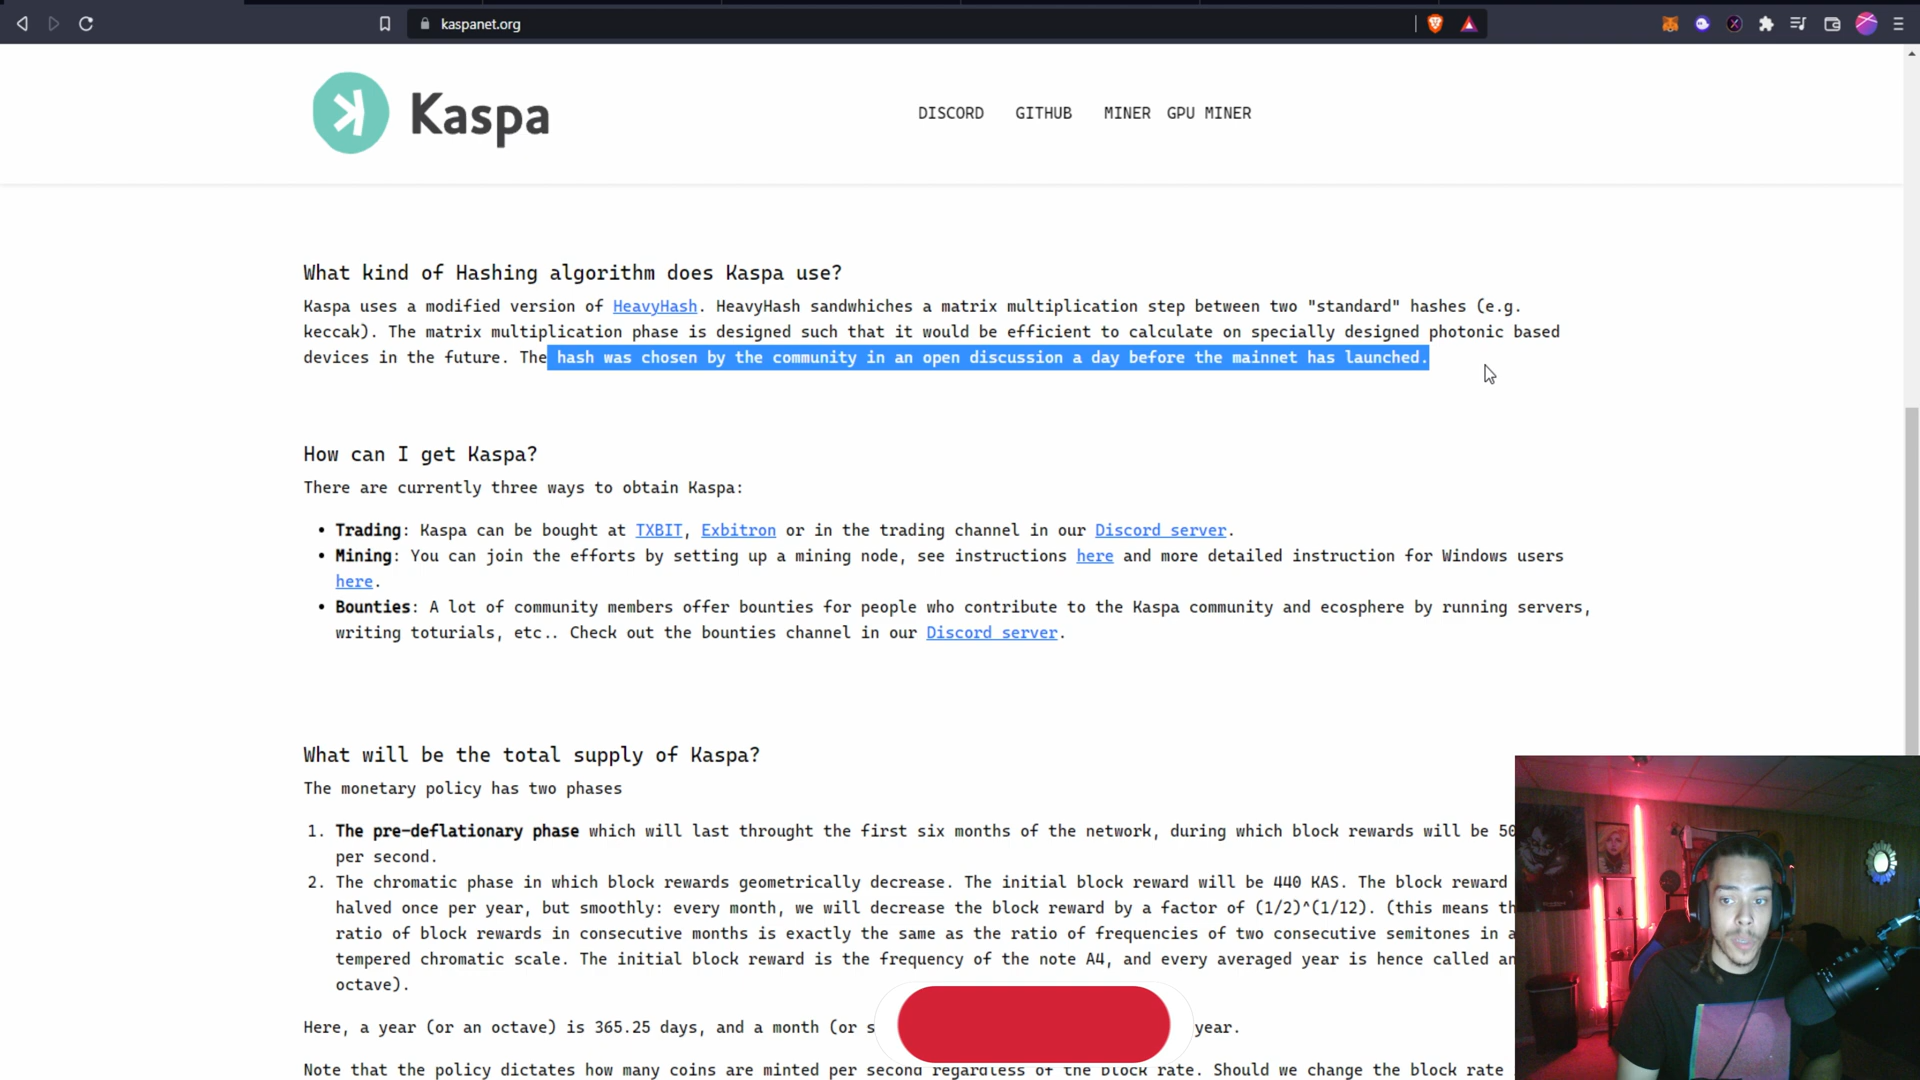 kaspanet.org
Kaspa
DISCORD GITHUB MINER GPU MINER
What kind of Hashing algorithm does Kaspa use?
Kaspa uses a modified version of HeavyHash. HeavyHash sandwhiches a matrix multiplication step between two "standard" hashes (e.g.
keccak). The matrix multiplication phase is designed such that it would be efficient to calculate on specially designed photonic based
devices in the future. The hash was chosen by the community in an open discussion a day before the mainnet has launched.
How can I get Kaspa?
There are currently three ways to obtain Kaspa:
• Trading: Kaspa can be bought at TXBIT, Exbitron or in the trading channel in our Discord server.
• Mining: You can join the efforts by setting up a mining node, see instructions here and more detailed instruction for Windows users
here.
• Bounties: A lot of community members offer bounties for people who contribute to the Kaspa community and ecosphere by running servers,
writing toturials, etc.. Check out the bounties channel in our Discord server.
What will be the total supply of Kaspa?
The monetary policy has two phases
1. The pre-deflationary phase which will last throught the first six months of the network, during which block rewards will be 50
per second.
2. The chromatic phase in which block rewards geometrically decrease. The initial block reward will be 440 KAS. The block reward
halved once per year, but smoothly: every month, we will decrease the block reward by a factor of (1/2)^(1/12). (this means th
ratio of block rewards in consecutive months is exactly the same as the ratio of frequencies of two consecutive semitones in a
tempered chromatic scale. The initial block reward is the frequency of the note A4, and every averaged year is hence called an
octave).
Here, a year (or an octave) is 365.25 days, and a month (or s year.
Note that the policy dictates how many coins are minted per second regardless of the block rate. Should we change the block rate